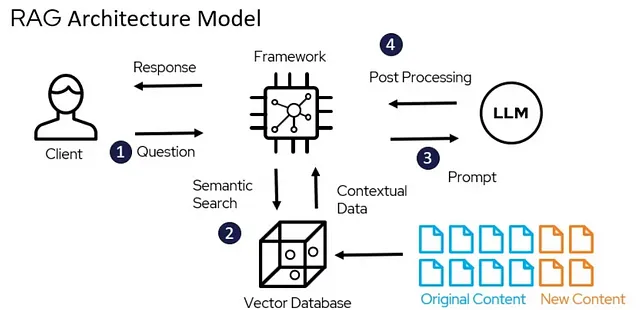 RAG Architecture Model
4
Framework
Response
Post Processing
LLM
Client
1 Question
3
Prompt
Semantic
Search
Contextual
Data
2
Vector Database
Original Content New Content